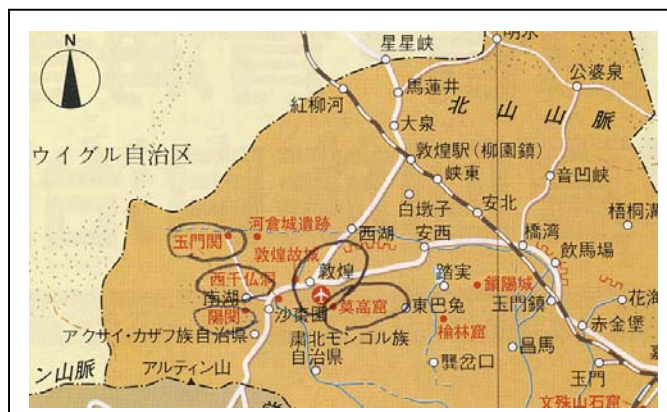 N
明水
星星峡
公婆泉
馬蓮井
紅柳河
北山山脈
大泉
ウイグル自治区
敦煌駅(柳園鎮)
峡東
音凹峡
白墩子
安北
梧桐溝
河倉城遺跡
玉門関
西湖
安西
橋湾
飲馬場
敦煌故城
西千仏洞
敦煌
踏実
鎖陽城
南湖
莫高窟
東巴兎
玉門鎮
花海
陽関
沙棗園
赤金堡
アクサイ・カザフ族自治県
粛北モンゴル族
自治県
楡林窟
昌馬
龔岔口
玉門
ン山脈
アルティン山
文殊山石窟